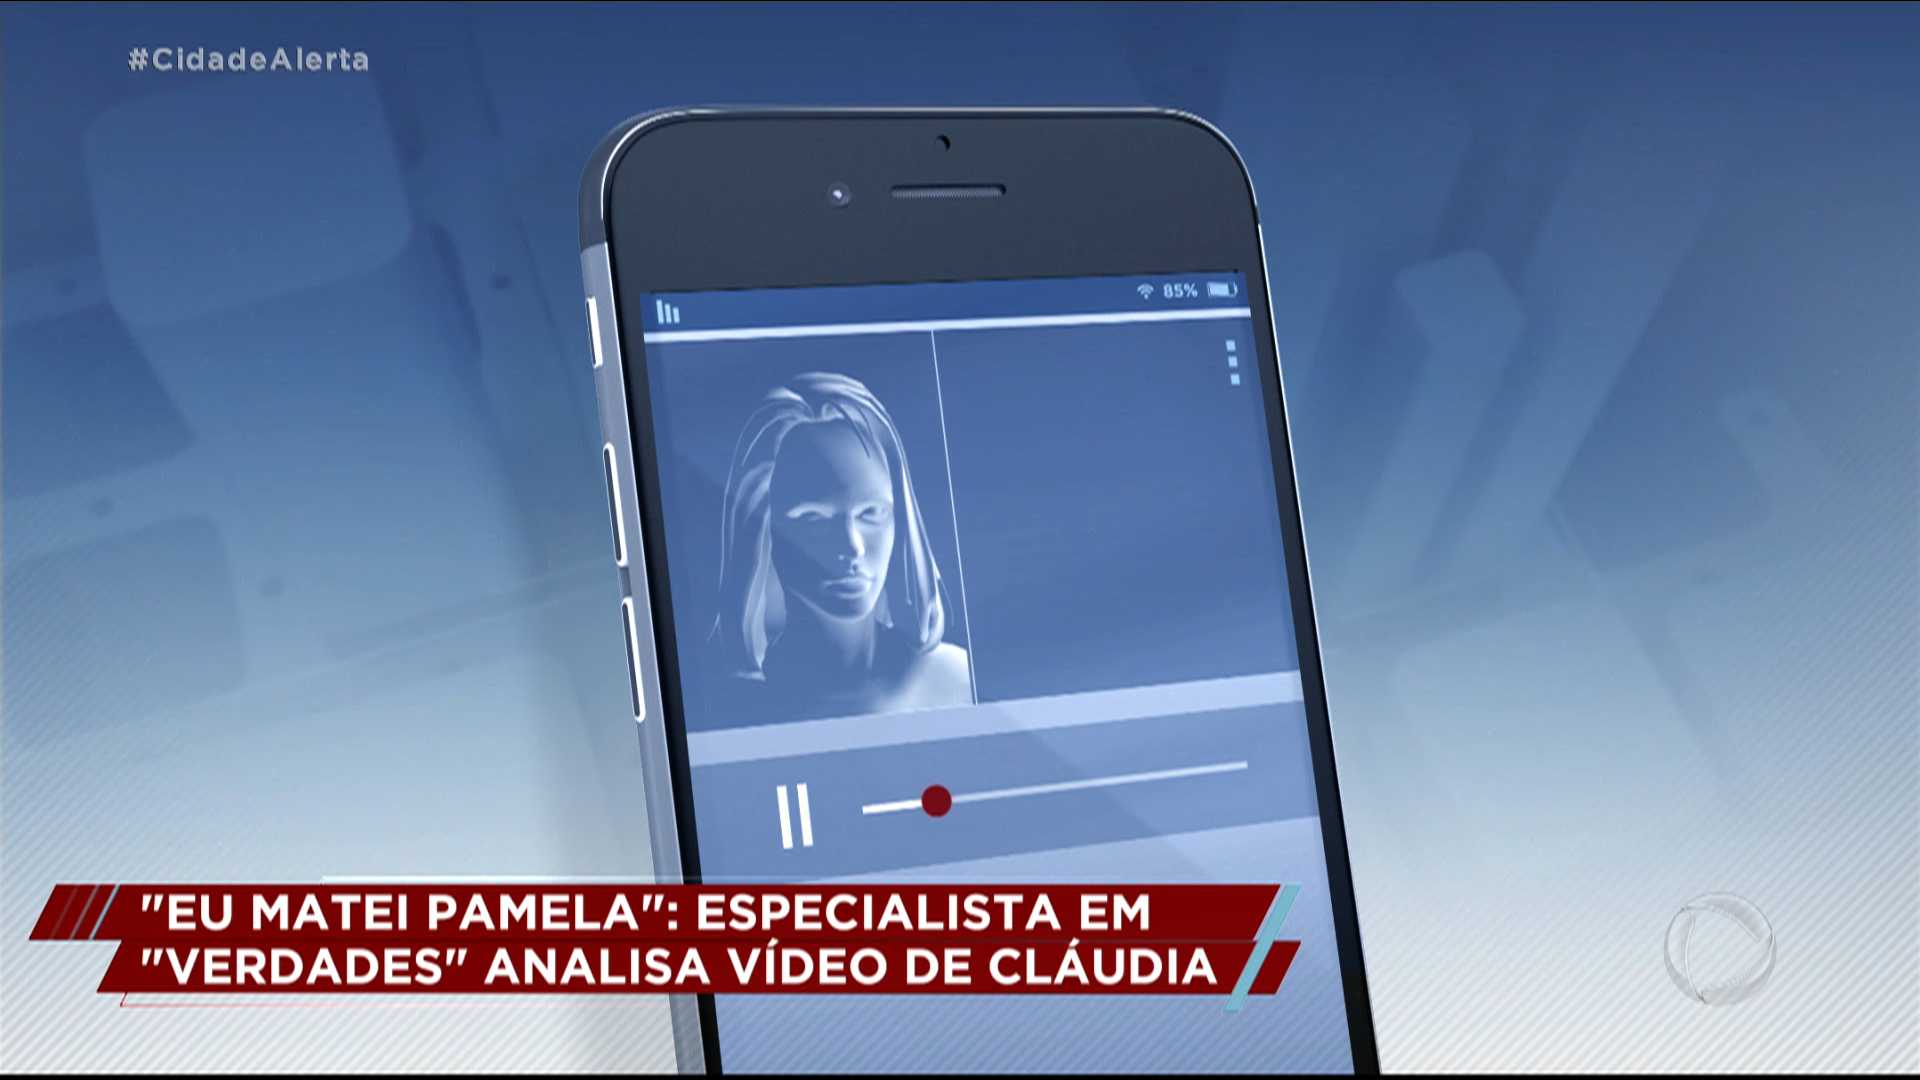 #CidadeAlerta
85%
"EU MATEI PAMELA": ESPECIALISTA EM
"VERDADES" ANALISA VÍDEO DE CLÁUDIA